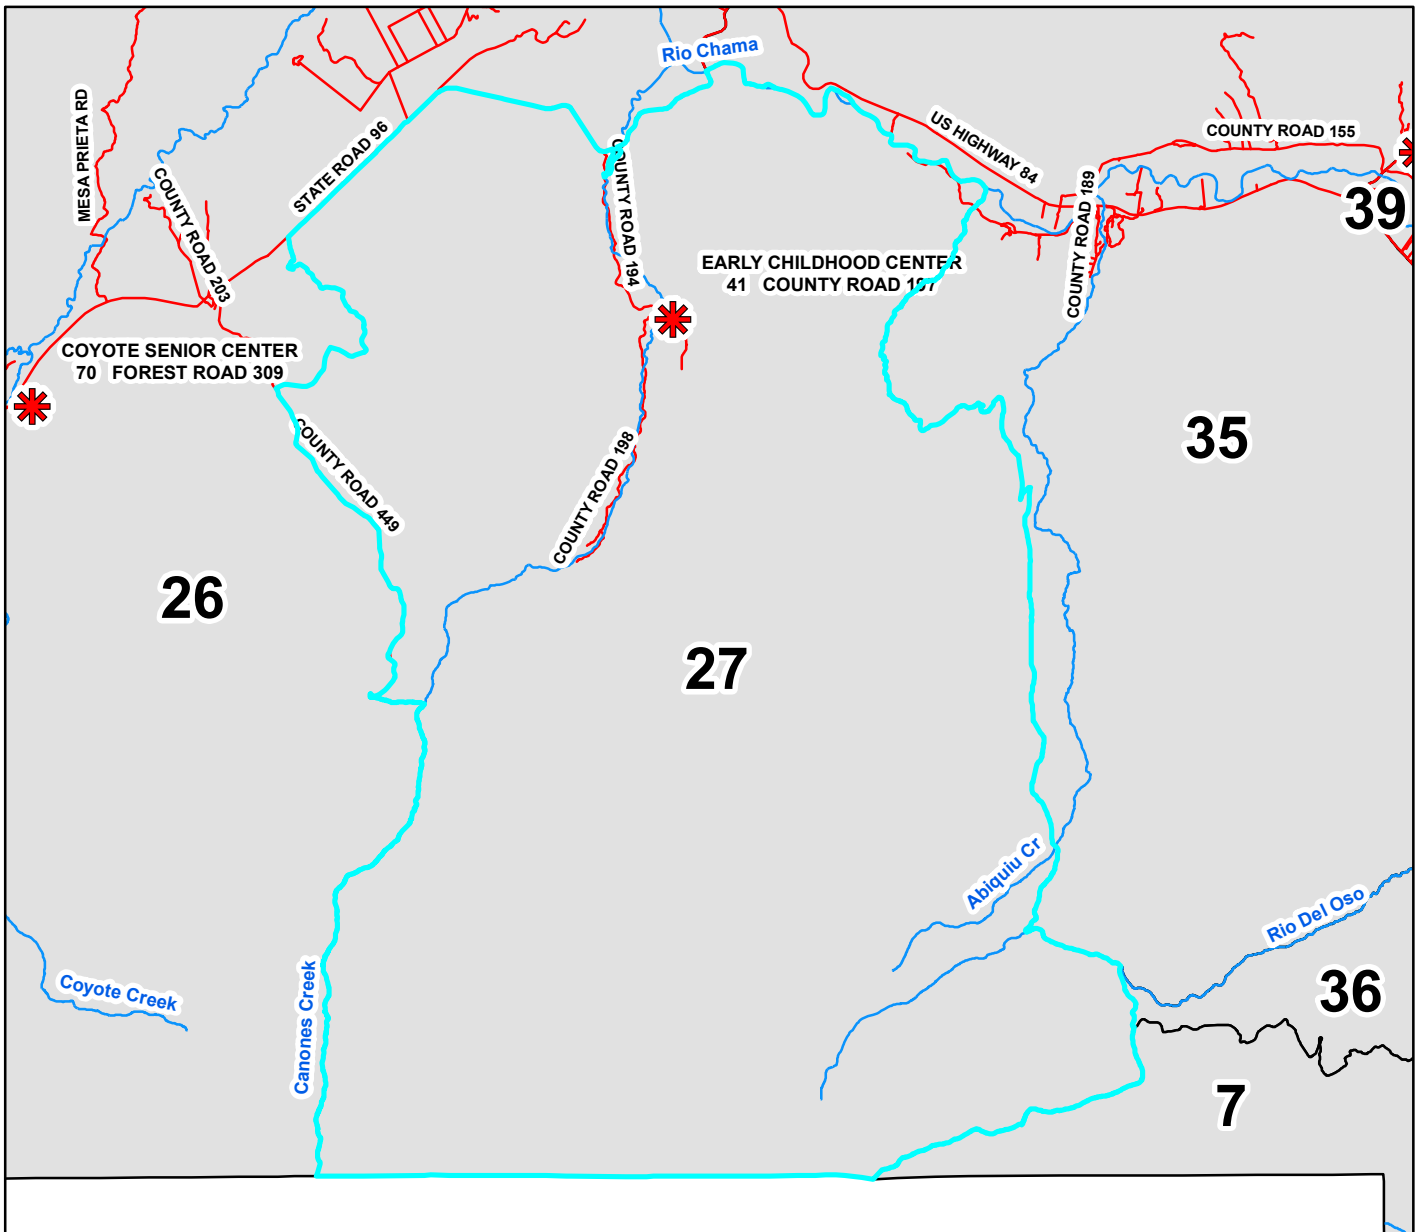 Rio Chama
MESA PRIETA RD
STATE ROAD 96
US HIGHWAY 84
COUNTY ROAD 155
COUNTY ROAD 203
COUNTY ROAD 194
COUNTY ROAD 189
39
EARLY CHILDHOOD CENTER
41 COUNTY ROAD 197
COYOTE SENIOR CENTER
70 FOREST ROAD 309
COUNTY ROAD 449
COUNTY ROAD 198
35
26
27
Abiquiu Cr
Rio Del Oso
Coyote Creek
Canones Creek
36
7